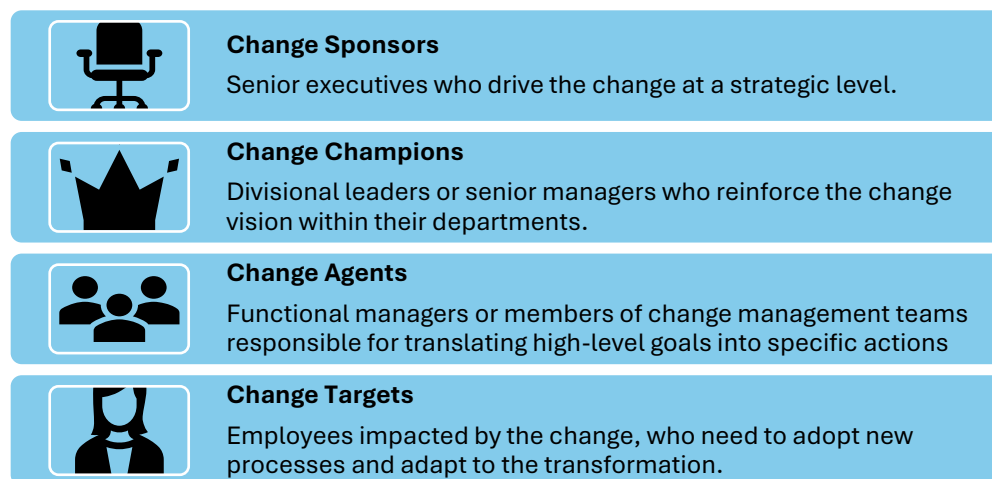 Change Sponsors
Senior executives who drive the change at a strategic level.
Change Champions
Divisional leaders or senior managers who reinforce the change
vision within their departments.
Change Agents
Functional managers or members of change management teams
responsible for translating high-level goals into specific actions
Change Targets
Employees impacted by the change, who need to adopt new
processes and adapt to the transformation.